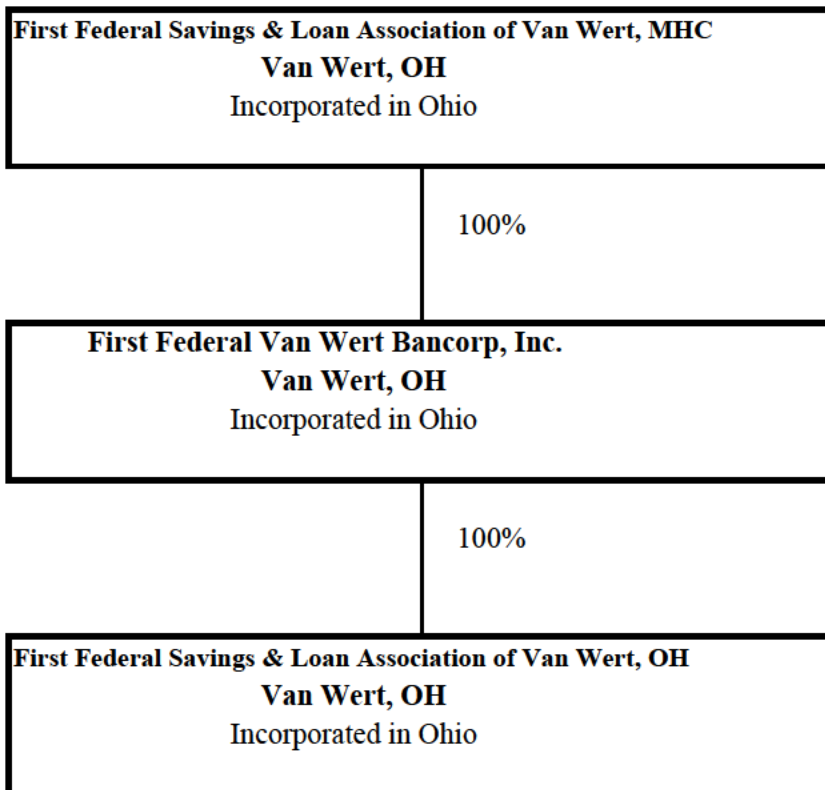 First Federal Savings & Loan Association of Van Wert, MHC
Van Wert, OH
Incorporated in Ohio
100%
First Federal Van Wert Bancorp, Inc.
Van Wert, OH
Incorporated in Ohio
100%
First Federal Savings & Loan Association of Van Wert, OH
Van Wert, OH
Incorporated in Ohio